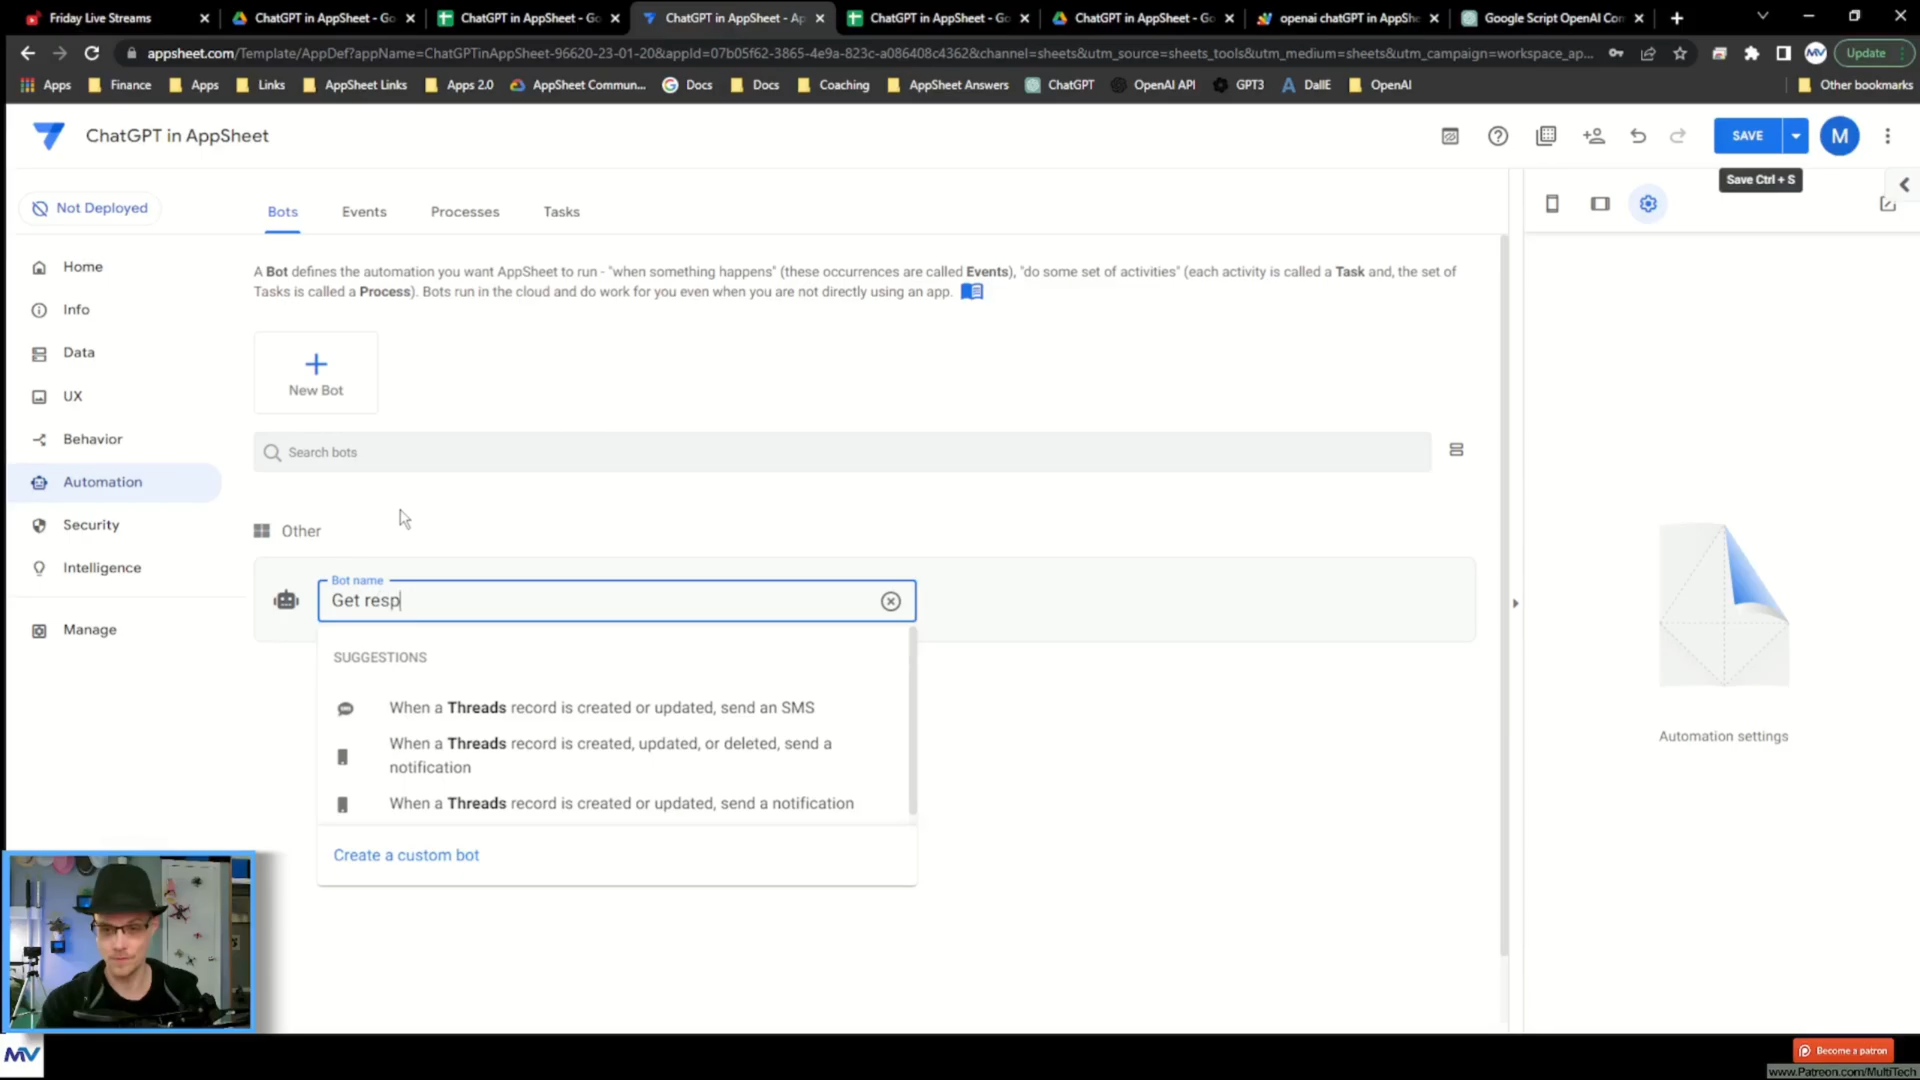 Friday Live Streams
ChatGPT in AppSheet - Go
ChatGPT in AppSheet - Go
ChatGPT in AppSheet - Ap
ChatGPT in AppSheet - Go
ChatGPT in AppSheet - Go
openai chatGPT in AppShe
Google Script OpenAI Con
appsheet.com/Template/AppDef?appName=ChatGPTinAppSheet-96620-23-01-20&appId=07b05f62-3865-4e9a-823c-a086408c4362&channel=sheets&utm_source=sheets_tools&utm_medium=sheets&utm_campaign=workspace_ap...
MV
Update
Apps
Finance
Apps
Links
AppSheet Links
Apps 2.0
AppSheet Commun...
Docs
Docs
Coaching
AppSheet Answers
ChatGPT
OpenAI API
GPT3
DallE
OpenAI
Other bookmarks
ChatGPT in AppSheet
SAVE
M
Save Ctrl + S
Not Deployed
Bots
Events
Processes
Tasks
Home
Info
Data
UX
Behavior
Automation
Security
Intelligence
Manage
A Bot defines the automation you want AppSheet to run - "when something happens" (these occurrences are called Events), "do some set of activities" (each activity is called a Task and, the set of
Tasks is called a Process). Bots run in the cloud and do work for you even when you are not directly using an app.
New Bot
Search bots
Other
Bot name
Get resp
SUGGESTIONS
When a Threads record is created or updated, send an SMS
When a Threads record is created, updated, or deleted, send a
notification
When a Threads record is created or updated, send a notification
Create a custom bot
Automation settings
MV
Become a patron
www.Patreon.com/MultiTech